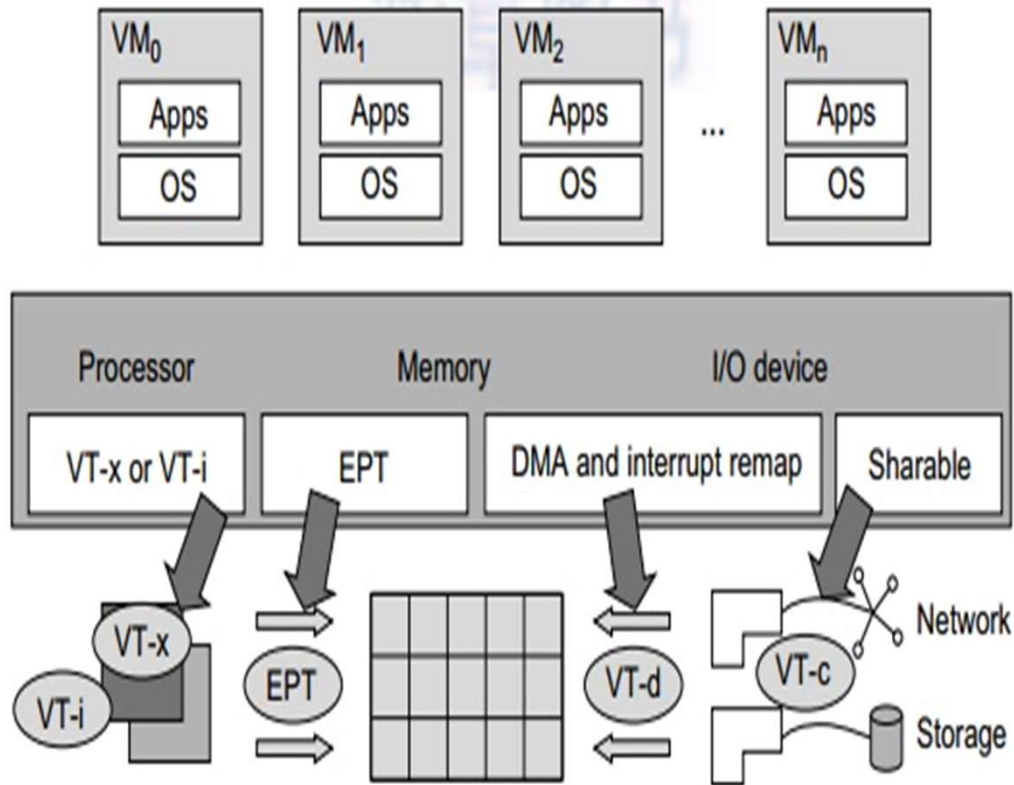 VM0
VM1
VM2
VMn
Apps
Apps
Apps
...
Apps
OS
OS
OS
OS
Processor
Memory
I/O device
VT-x or VT-i
EPT
DMA and interrupt remap
Sharable
VT-x
VT-i
EPT
VT-d
VT-c
Network
Storage